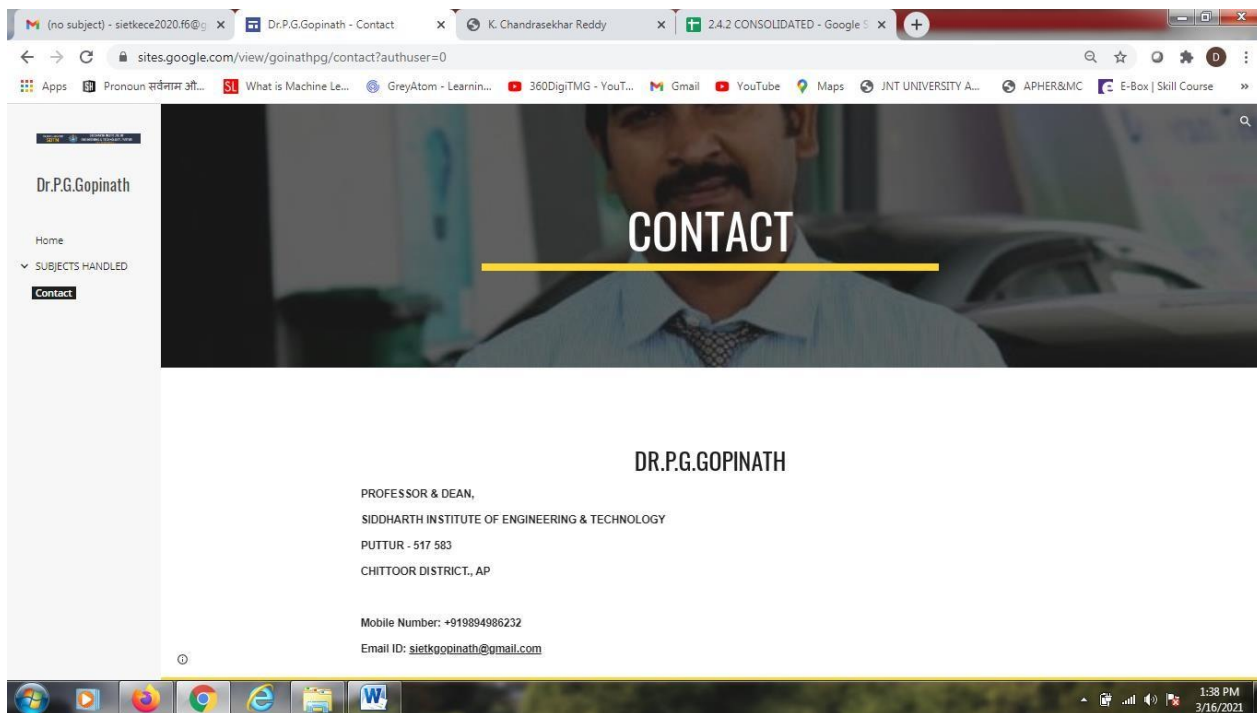 (no subject) - sietkece2020.f6@g
Dr.P.G.Gopinath - Contact
K. Chandrasekhar Reddy
2.4.2 CONSOLIDATED - Google S
sites.google.com/view/goinathpg/contact?authuser=0
D
Apps
Pronoun सर्वनाम औ...
SL What is Machine Le...
GreyAtom - Learnin...
360DigiTMG - YouT...
Gmail
YouTube
Maps
JNT UNIVERSITY A...
APHER&MC
E-Box | Skill Course
Dr.P.G.Gopinath
Home
SUBJECTS HANDLED
Contact
CONTACT
DR.P.G.GOPINATH
PROFESSOR & DEAN,
SIDDHARTH INSTITUTE OF ENGINEERING & TECHNOLOGY
PUTTUR - 517 583
CHITTOOR DISTRICT., AP
Mobile Number: +919894986232
Email ID: sietkgopinath@gmail.com
1:38 PM
3/16/2021